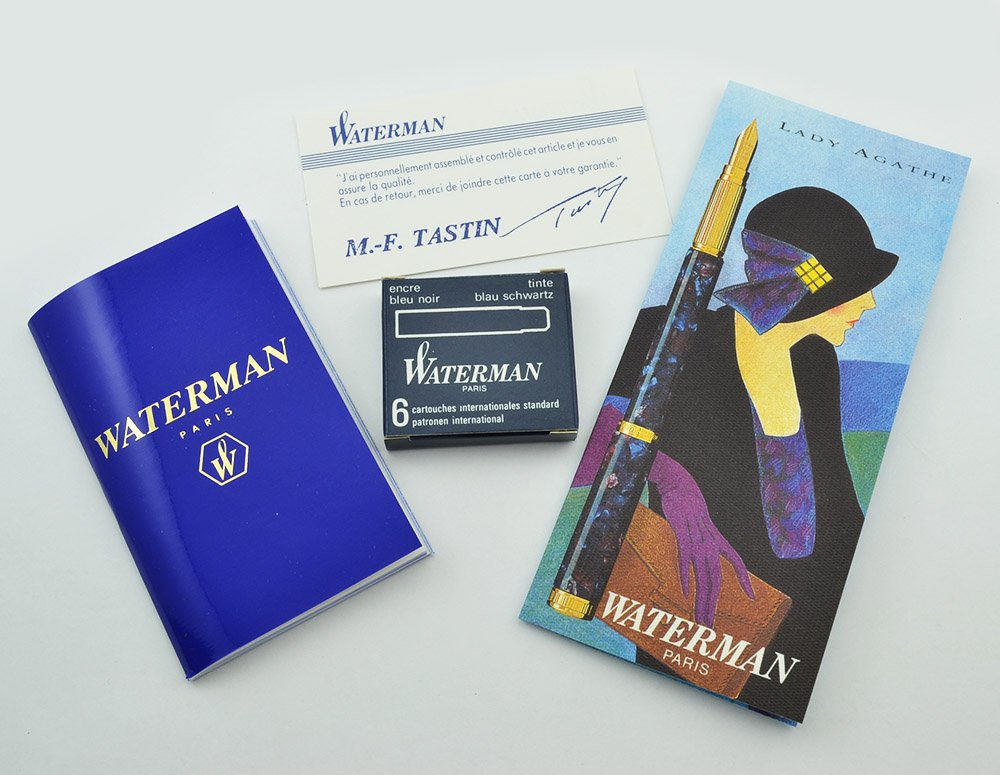 WATERMAN
"J'ai personnellement assemblé et contrôlé cet article et je vous en
assure la qualité.
En cas de retour, merci de joindre cette carte à votre garantie."
M.-F. TASTIN
LADY AGATHE
WATERMAN
PARIS
encre tinte
bleu noir blau schwartz
WATERMAN
PARIS
6 cartouches internationales standard
patronen international
WATERMAN
PARIS
W